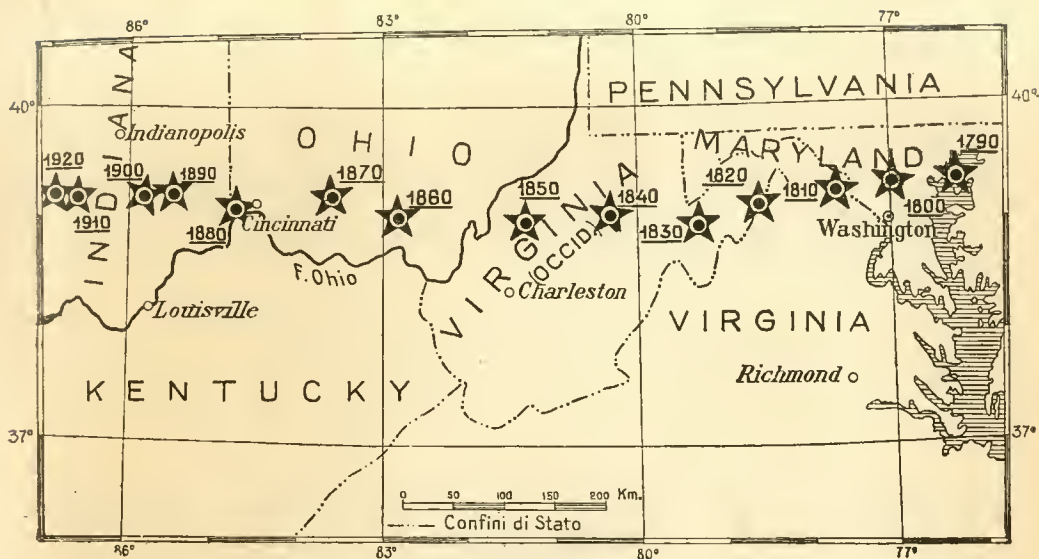 86° 83° 80° 77°
40° 40°
PENNSYLVANIA
INDIANA
Indianopolis
OHIO
MARYLAND
1790
1920
1900
1890
1870
1820
1810
1910
1860
1850
1840
1800
1880
Cincinnati
1830
Washington
VIRGINIA
(OCCID.)
F. Ohio
Charleston
Louisville
VIRGINIA
Richmond
KENTUCKY
37° 37°
0 50 100 150 200 Km.
Confini di Stato
86° 83° 80° 77°